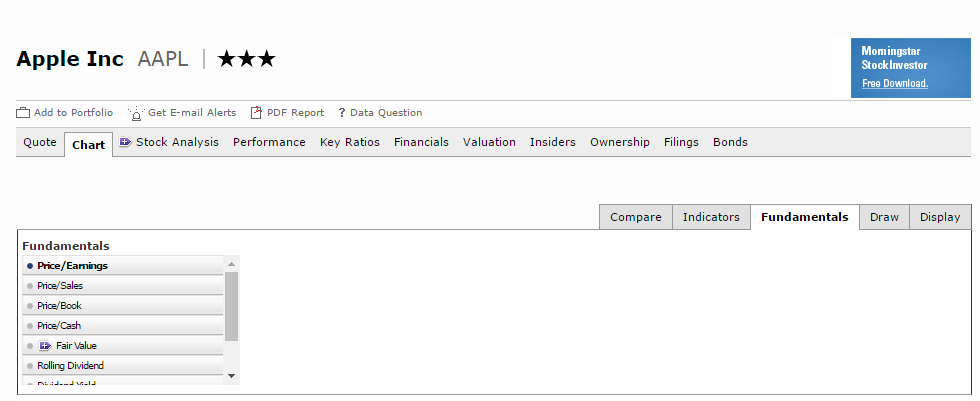 Apple Inc AAPL | ★★★
Morningstar
StockInvestor
Free Download.
Add to Portfolio Get E-mail Alerts PDF Report ? Data Question
Quote Chart Stock Analysis Performance Key Ratios Financials Valuation Insiders Ownership Filings Bonds
Compare Indicators Fundamentals Draw Display
Fundamentals
Price/Earnings
Price/Sales
Price/Book
Price/Cash
Fair Value
Rolling Dividend
Dividend Yield